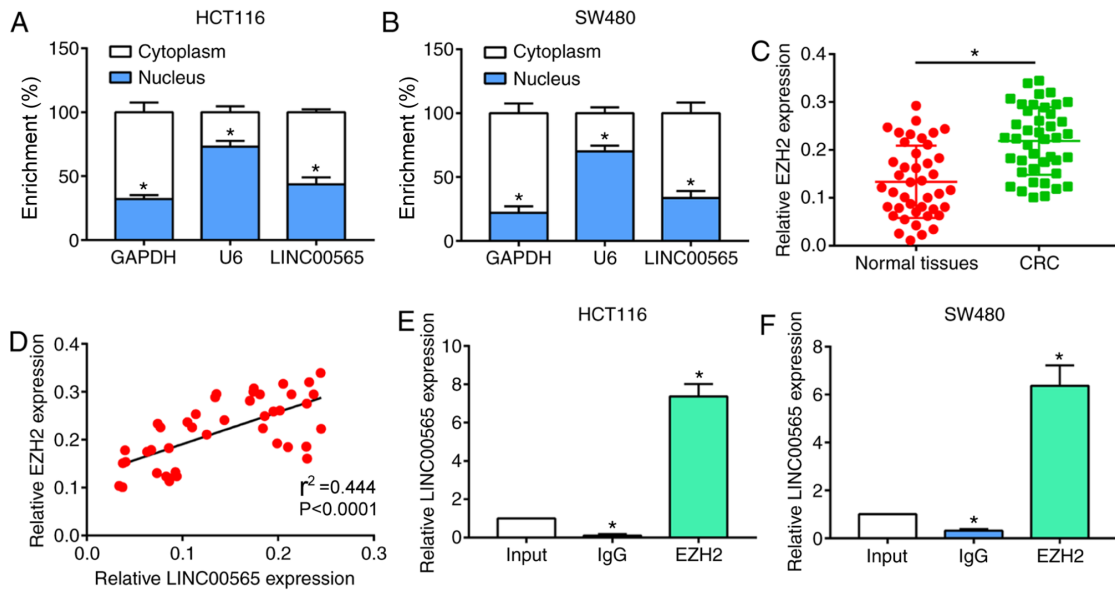 A
HCT116
Enrichment (%)
150
100
50
0
Cytoplasm
Nucleus
*
*
*
GAPDH
U6
LINC00565
B
SW480
Enrichment (%)
150
100
50
0
Cytoplasm
Nucleus
*
*
*
GAPDH
U6
LINC00565
C
Relative EZH2 expression
0.4
0.3
0.2
0.1
0.0
*
Normal tissues
CRC
D
Relative EZH2 expression
0.4
0.3
0.2
0.1
0.0
r² =0.444
P<0.0001
0.0
0.1
0.2
0.3
Relative LINC00565 expression
E
HCT116
Relative LINC00565 expression
10
8
6
4
2
0
*
*
Input
IgG
EZH2
F
SW480
Relative LINC00565 expression
8
6
4
2
0
*
*
Input
IgG
EZH2